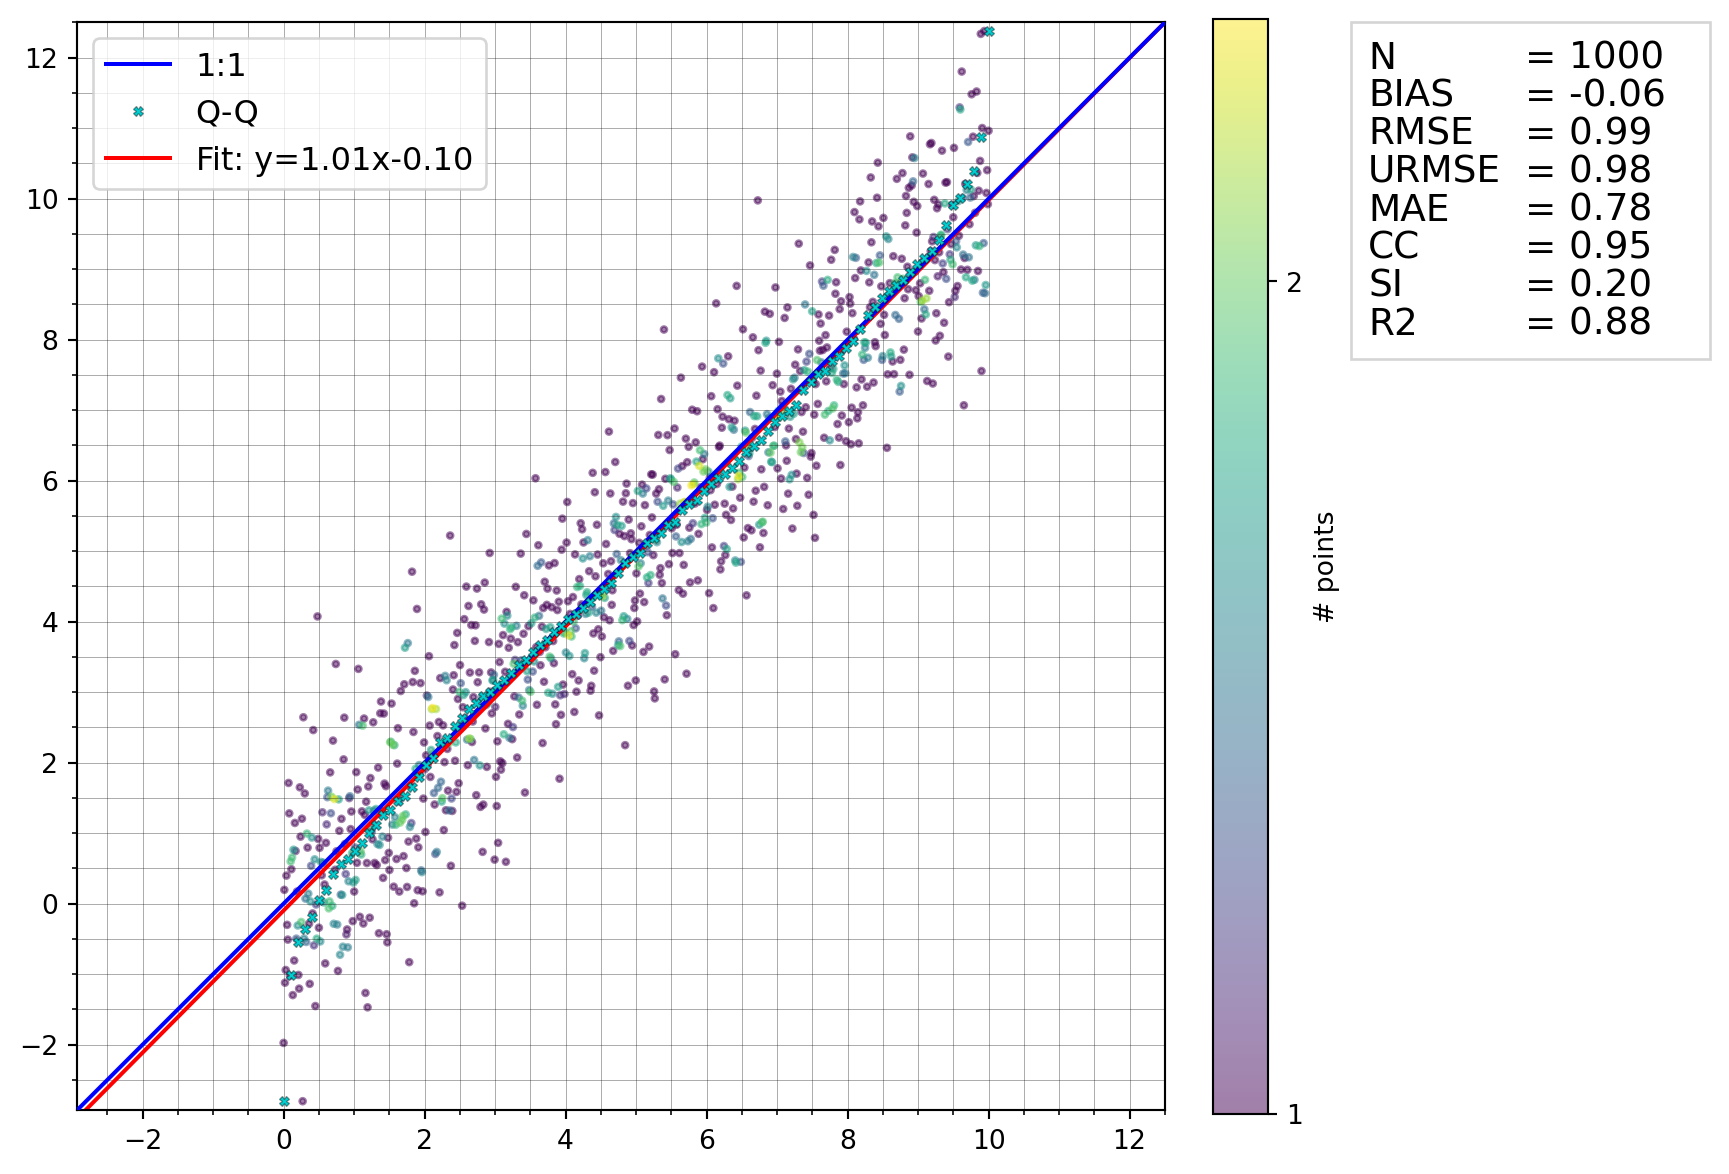 1:1
Q-Q
Fit: y=1.01x-0.10
12
10
8
6
4
2
0
−2
−2 0 2 4 6 8 10 12
2
1
# points
N = 1000
BIAS = -0.06
RMSE = 0.99
URMSE = 0.98
MAE = 0.78
CC = 0.95
SI = 0.20
R2 = 0.88